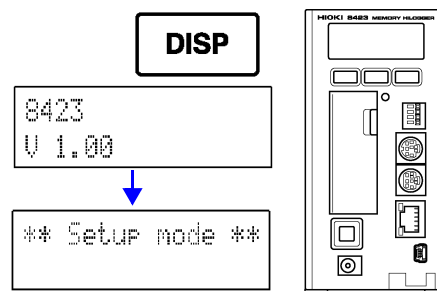 DISP
8423
V 1.00
** Setup mode **
HIOKI 8423 MEMORY HiLOGGER